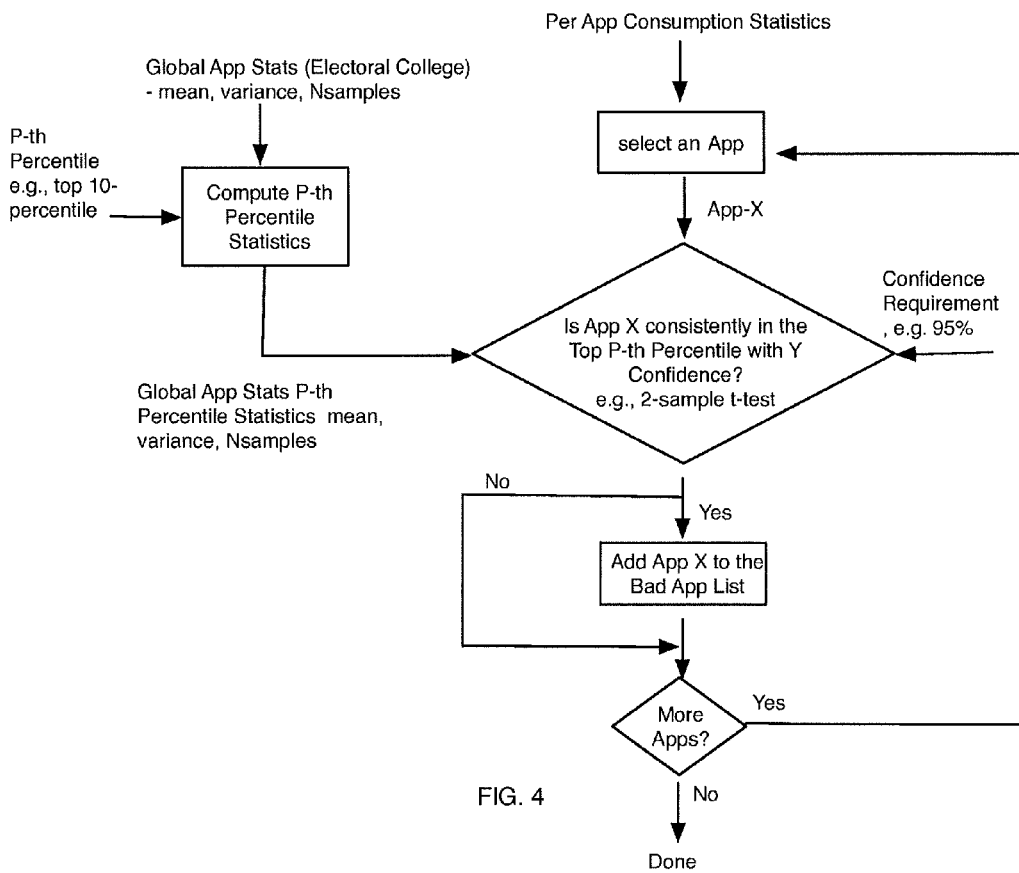 Per App Consumption Statistics
Global App Stats (Electoral College)
- mean, variance, Nsamples
P-th
Percentile
e.g., top 10-
percentile
Compute P-th
Percentile
Statistics
select an App
App-X
Confidence
Requirement
, e.g. 95%
Is App X consistently in the
Top P-th Percentile with Y
Confidence?
e.g., 2-sample t-test
Global App Stats P-th
Percentile Statistics mean,
variance, Nsamples
No
Yes
Add App X to the
Bad App List
More
Apps?
Yes
No
Done
FIG. 4